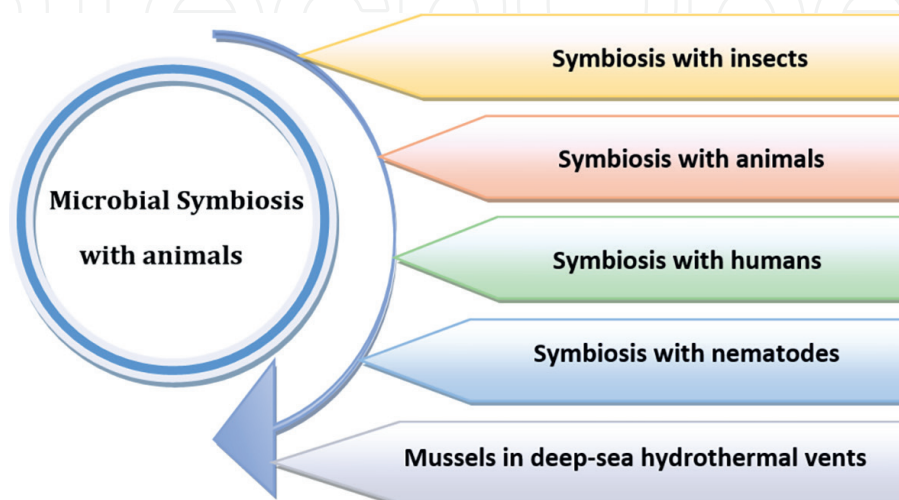 Microbial Symbiosis
with animals
Symbiosis with insects
Symbiosis with animals
Symbiosis with humans
Symbiosis with nematodes
Mussels in deep-sea hydrothermal vents